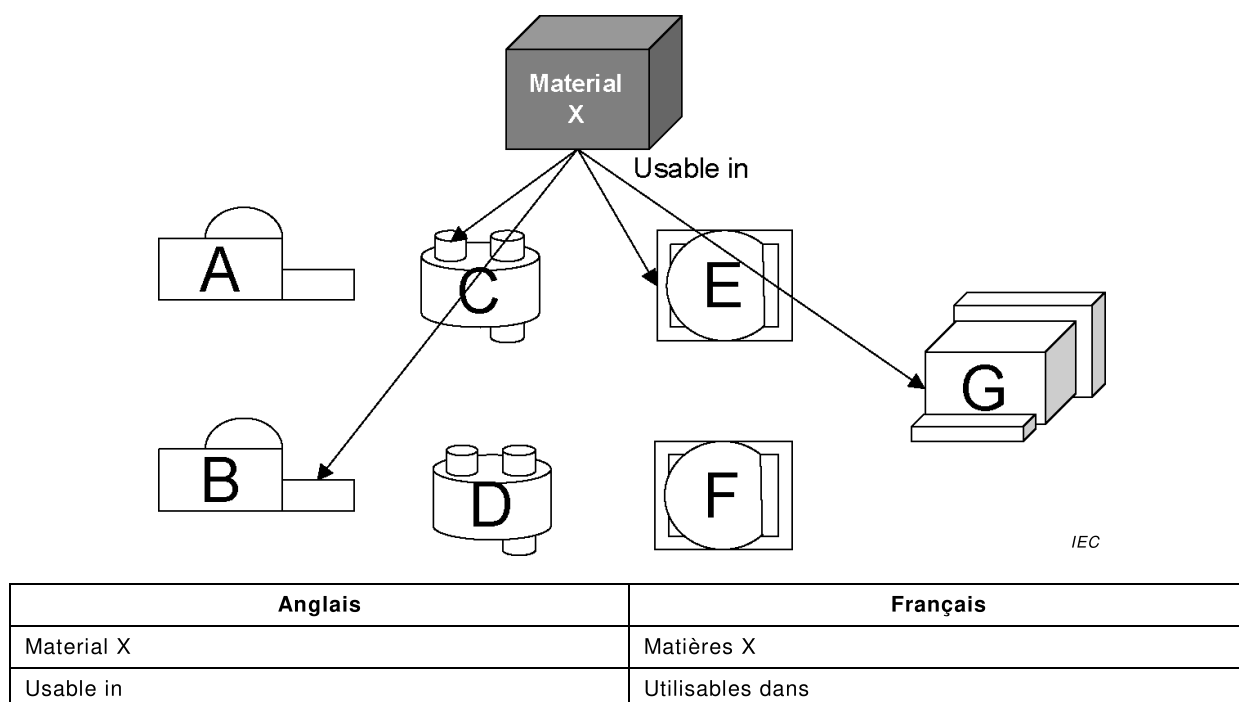 Material
X
Usable in
A
C
E
G
B
D
F
IEC
Anglais Français
Material X Matières X
Usable in Utilisables dans